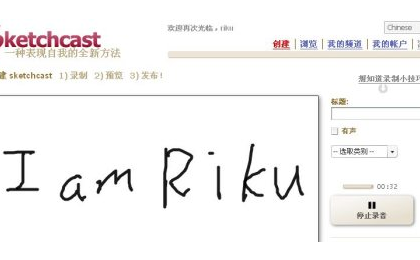 欢迎再次光临，riku
Chinese
sketchcast
一种表现自我的全新方法
创建 | 浏览 | 我的频道 | 我的帐户 |
建 sketchcast 1) 录制 2) 预览 3) 发布!
想知道录制小技巧
标题:
有声
-- 选取类别 --
00:32
停止录音
I am Riku